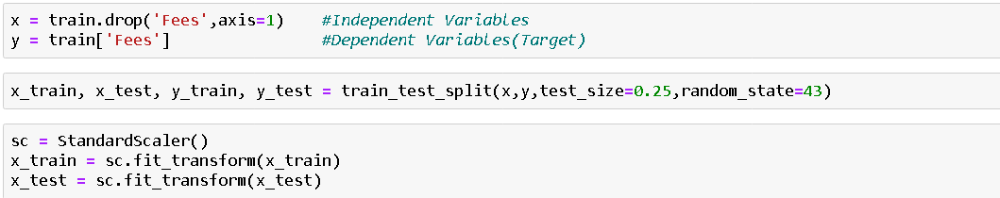 x = train.drop('Fees',axis=1)    #Independent Variables
y = train['Fees']                #Dependent Variables(Target)
x_train, x_test, y_train, y_test = train_test_split(x,y,test_size=0.25,random_state=43)
sc = StandardScaler()
x_train = sc.fit_transform(x_train)
x_test = sc.fit_transform(x_test)